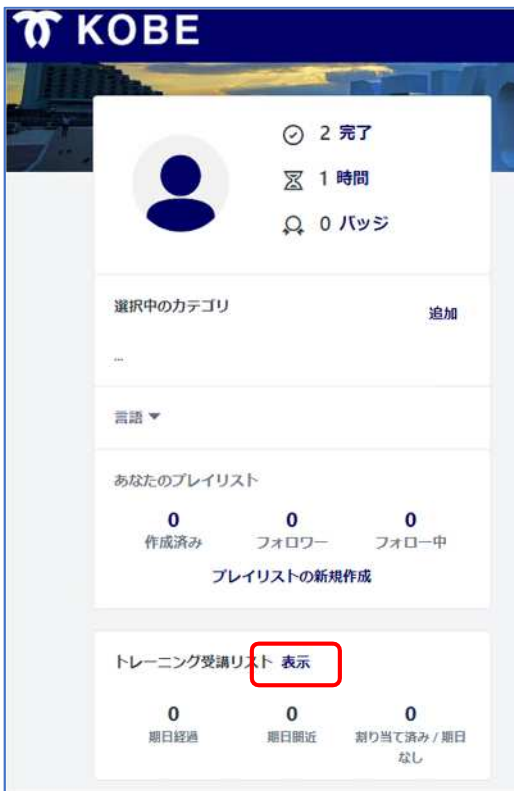 KOBE
2 完了
1 時間
0 バッジ
選択中のカテゴリ 追加
...
言語 ▼
あなたのプレイリスト
0 0 0
作成済み フォロワー フォロー中
プレイリストの新規作成
トレーニング受講リスト 表示
0 0 0
期日経過 期日間近 割り当て済み / 期日
なし